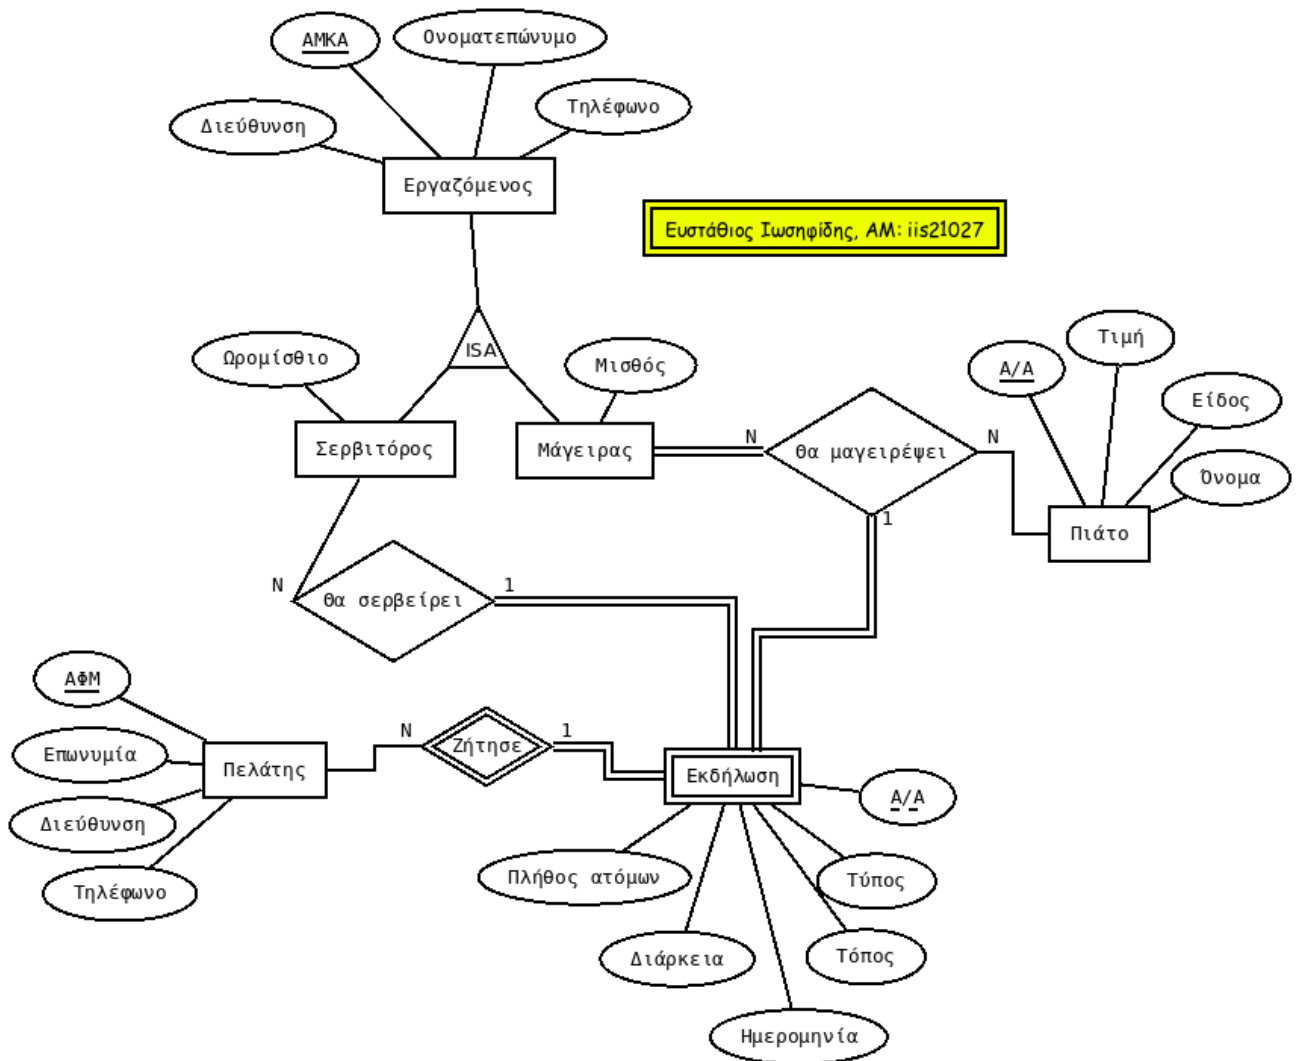 ΑΜΚΑ
Ονοματεπώνυμο
Τηλέφωνο
Διεύθυνση
Εργαζόμενος
Ευστάθιος Ιωσηφίδης, ΑΜ: iis21027
ISA
Ωρομίσθιο
Μισθός
Α/Α
Τιμή
Είδος
Όνομα
Σερβιτόρος
Μάγειρας
N
Θα μαγειρέψει
N
1
Πιάτο
N
Θα σερβείρει
1
ΑΦΜ
Επωνυμία
Διεύθυνση
Τηλέφωνο
Πελάτης
N
Ζήτησε
1
Εκδήλωση
Α/Α
Πλήθος ατόμων
Τύπος
Διάρκεια
Τόπος
Ημερομηνία